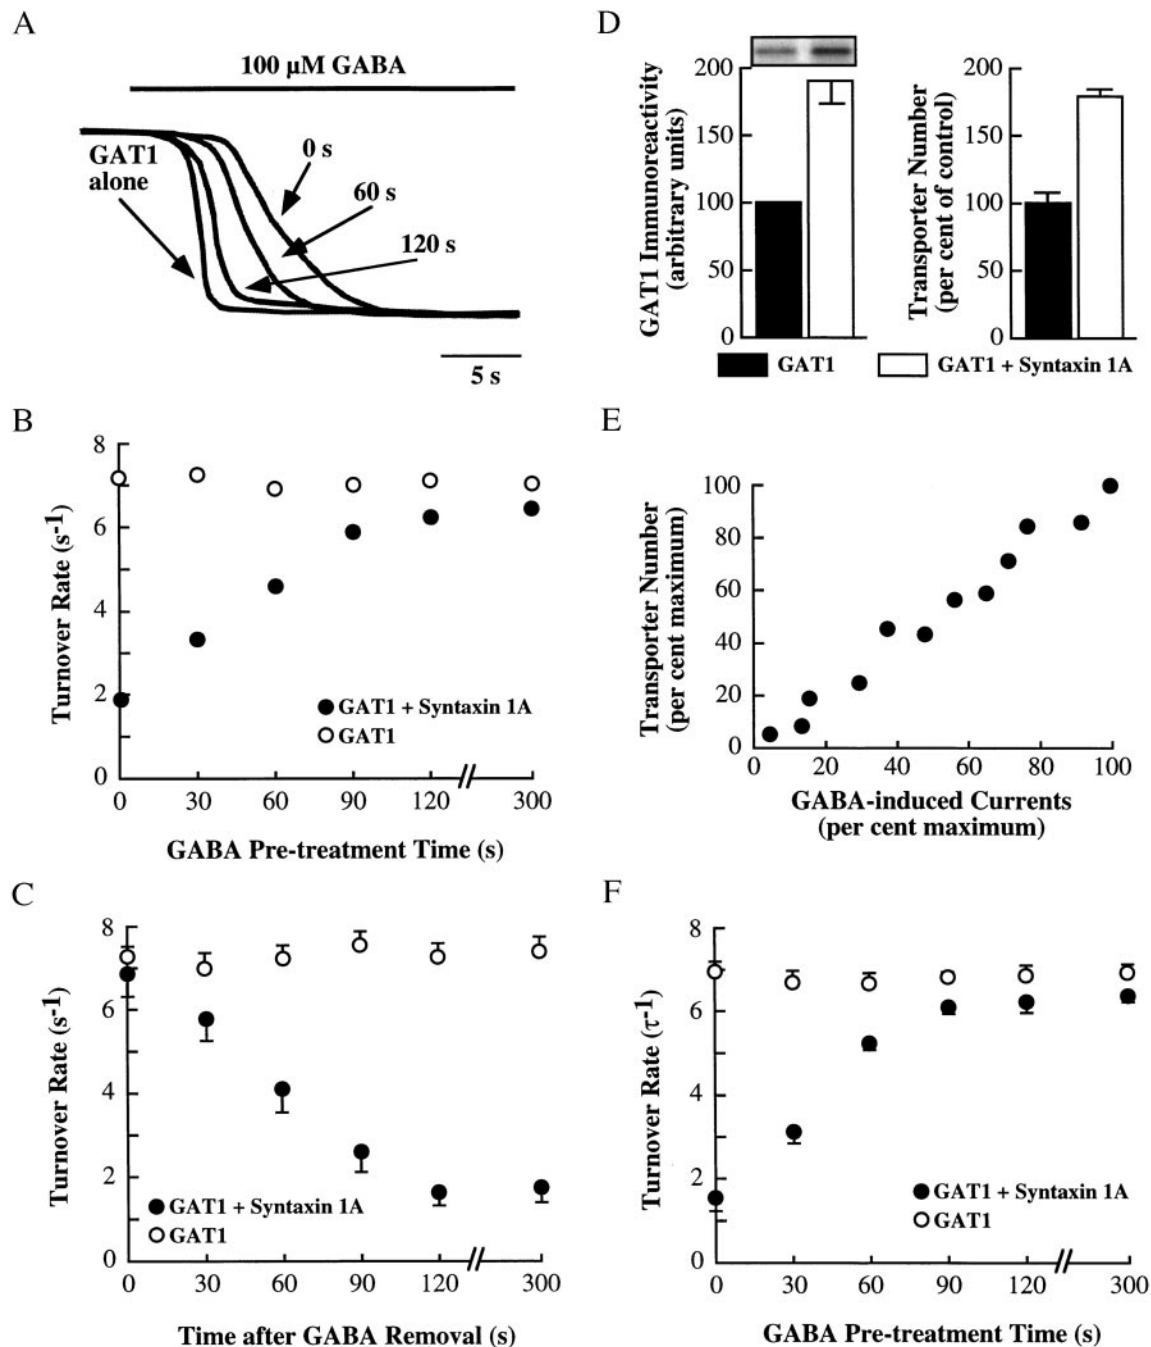 A
100 μM GABA
GAT1
alone
0 s
60 s
120 s
5 s
B
8
6
4
2
0
Turnover Rate (s-1)
GAT1 + Syntaxin 1A
GAT1
0 30 60 90 120 300
GABA Pre-treatment Time (s)
C
8
6
4
2
0
Turnover Rate (s-1)
GAT1 + Syntaxin 1A
GAT1
0 30 60 90 120 300
Time after GABA Removal (s)
D
GAT1 Immunoreactivity
(arbitrary units)
200
150
100
50
0
Transporter Number
(per cent of control)
200
150
100
50
0
GAT1
GAT1 + Syntaxin 1A
E
Transporter Number
(per cent maximum)
100
80
60
40
20
0
0 20 40 60 80 100
GABA-induced Currents
(per cent maximum)
F
8
6
4
2
0
Turnover Rate (τ-1)
GAT1 + Syntaxin 1A
GAT1
0 30 60 90 120 300
GABA Pre-treatment Time (s)